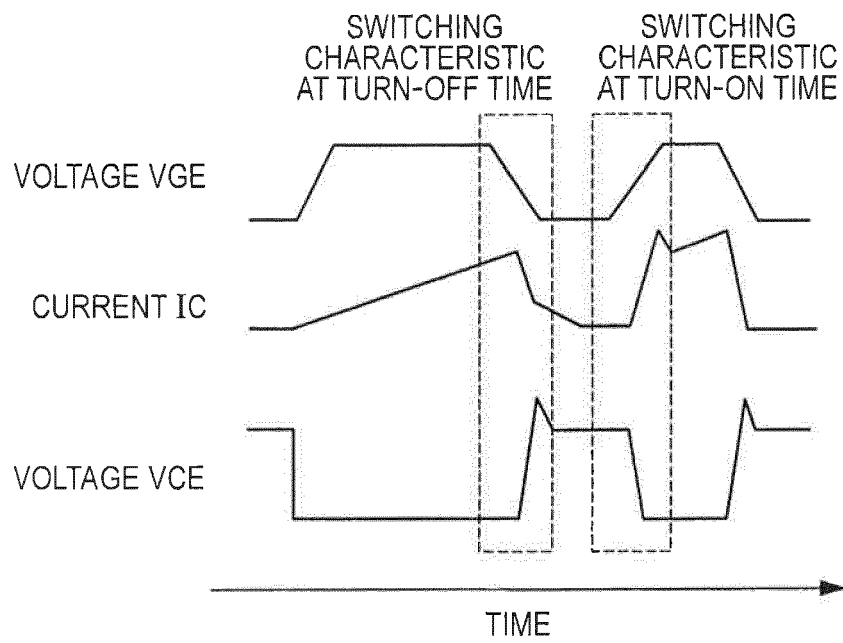 SWITCHING
CHARACTERISTIC
AT TURN-OFF TIME
SWITCHING
CHARACTERISTIC
AT TURN-ON TIME
VOLTAGE VGE
CURRENT IC
VOLTAGE VCE
TIME